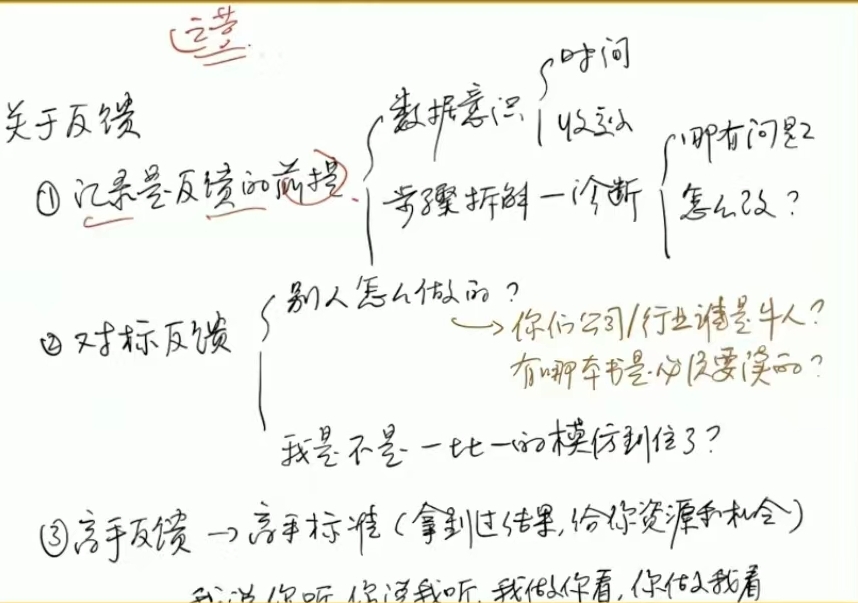 运营
关于反馈
① 记录是反馈的前提
数据意识
时间
收效
步骤拆解一诊断
哪有问题
怎么改？
② 对标反馈
别人怎么做的？
→ 你们公司/行业谁是牛人？
有哪本书是必须要读的？
我是不是一比一的模仿到位了？
③ 高手反馈 → 高手标准（拿到过结果，给你资源和机会）
我说你听，你说我听，我做你看，你做我看